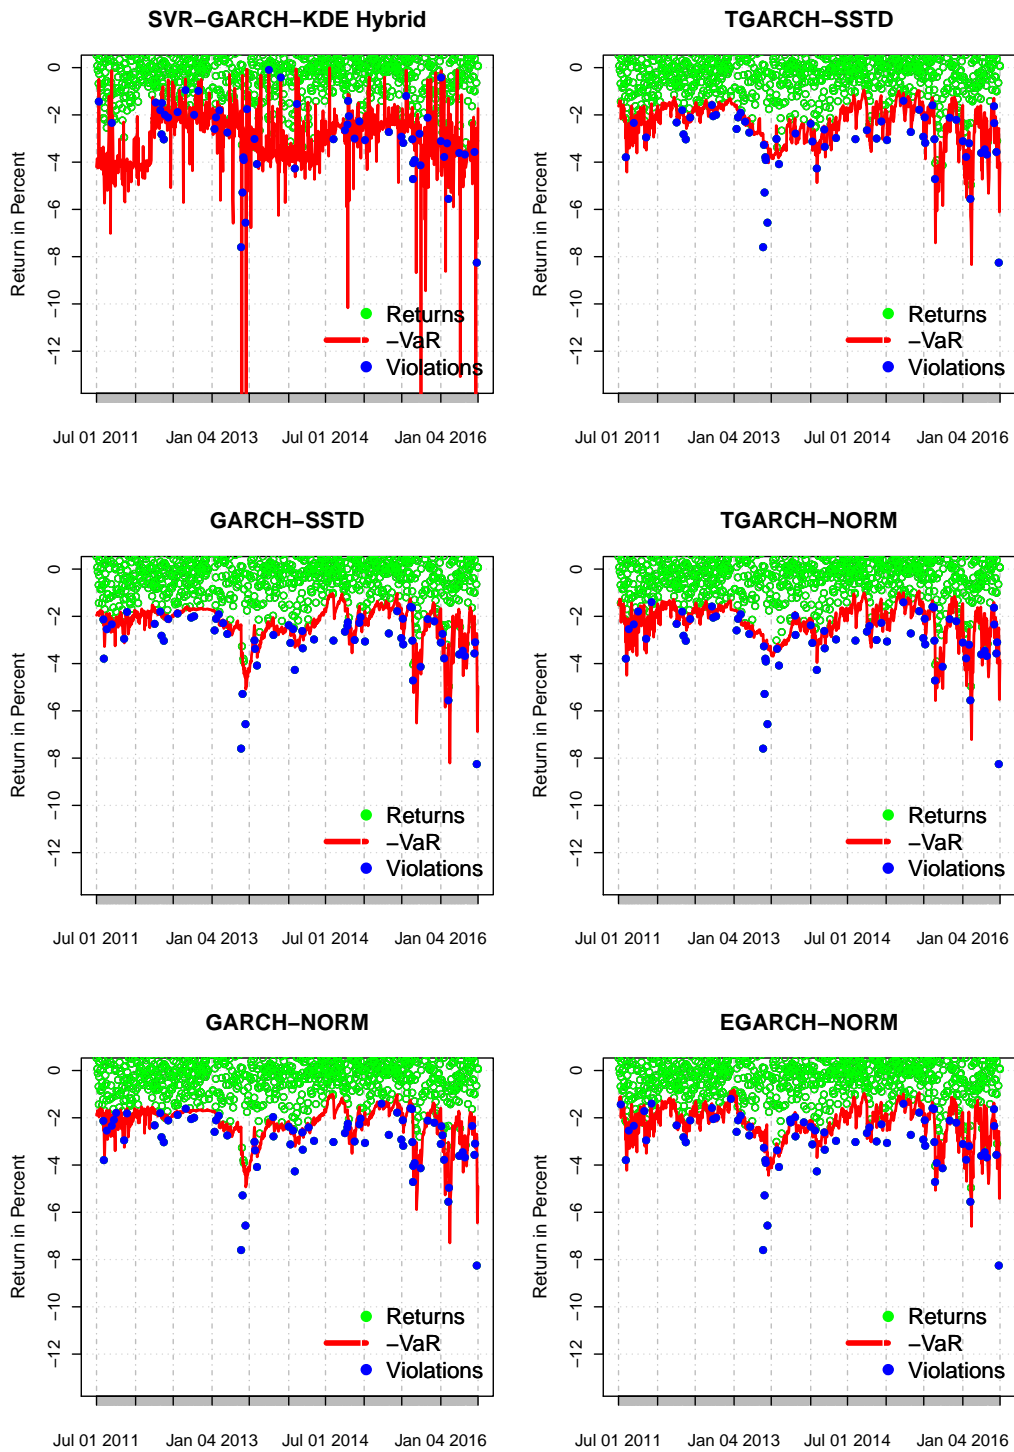 SVR−GARCH−KDE Hybrid
Return in Percent
0
−2
−4
−6
−8
−10
−12
Returns
−VaR
Violations
Jul 01 2011
Jan 04 2013
Jul 01 2014
Jan 04 2016
TGARCH−SSTD
Return in Percent
0
−2
−4
−6
−8
−10
−12
Returns
−VaR
Violations
Jul 01 2011
Jan 04 2013
Jul 01 2014
Jan 04 2016
GARCH−SSTD
Return in Percent
0
−2
−4
−6
−8
−10
−12
Returns
−VaR
Violations
Jul 01 2011
Jan 04 2013
Jul 01 2014
Jan 04 2016
TGARCH−NORM
Return in Percent
0
−2
−4
−6
−8
−10
−12
Returns
−VaR
Violations
Jul 01 2011
Jan 04 2013
Jul 01 2014
Jan 04 2016
GARCH−NORM
Return in Percent
0
−2
−4
−6
−8
−10
−12
Returns
−VaR
Violations
Jul 01 2011
Jan 04 2013
Jul 01 2014
Jan 04 2016
EGARCH−NORM
Return in Percent
0
−2
−4
−6
−8
−10
−12
Returns
−VaR
Violations
Jul 01 2011
Jan 04 2013
Jul 01 2014
Jan 04 2016